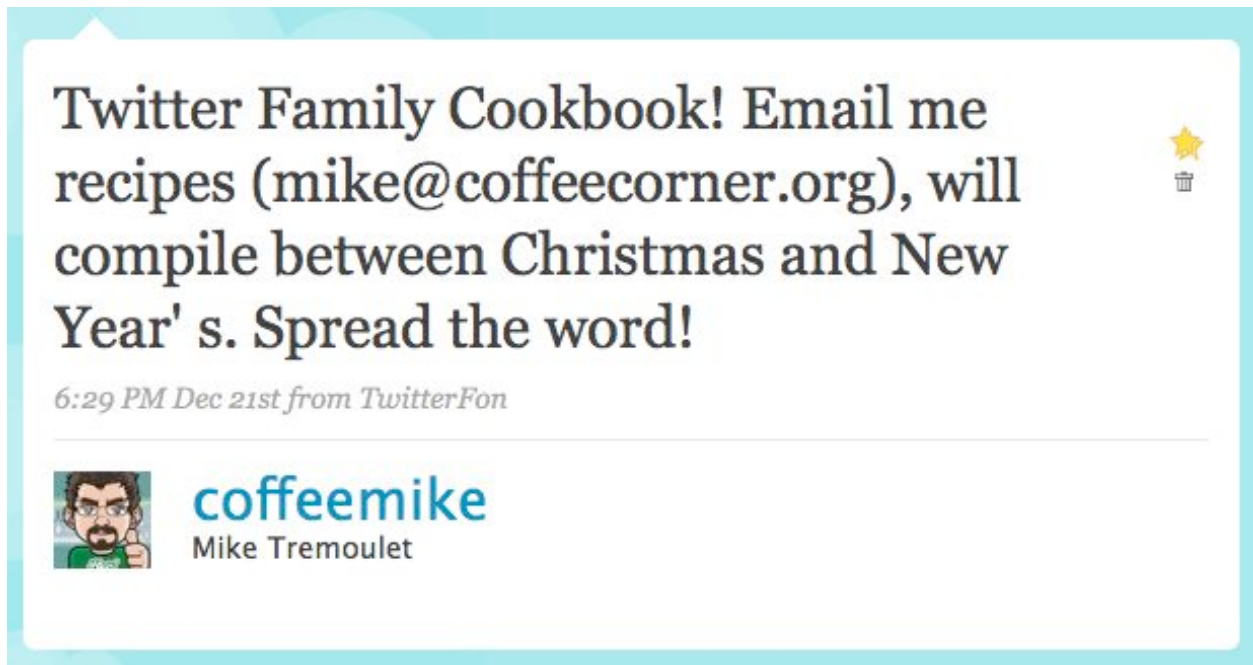 Twitter Family Cookbook! Email me
recipes (mike@coffeecorner.org), will
compile between Christmas and New
Year' s. Spread the word!
6:29 PM Dec 21st from TwitterFon
coffeemike
Mike Tremoulet